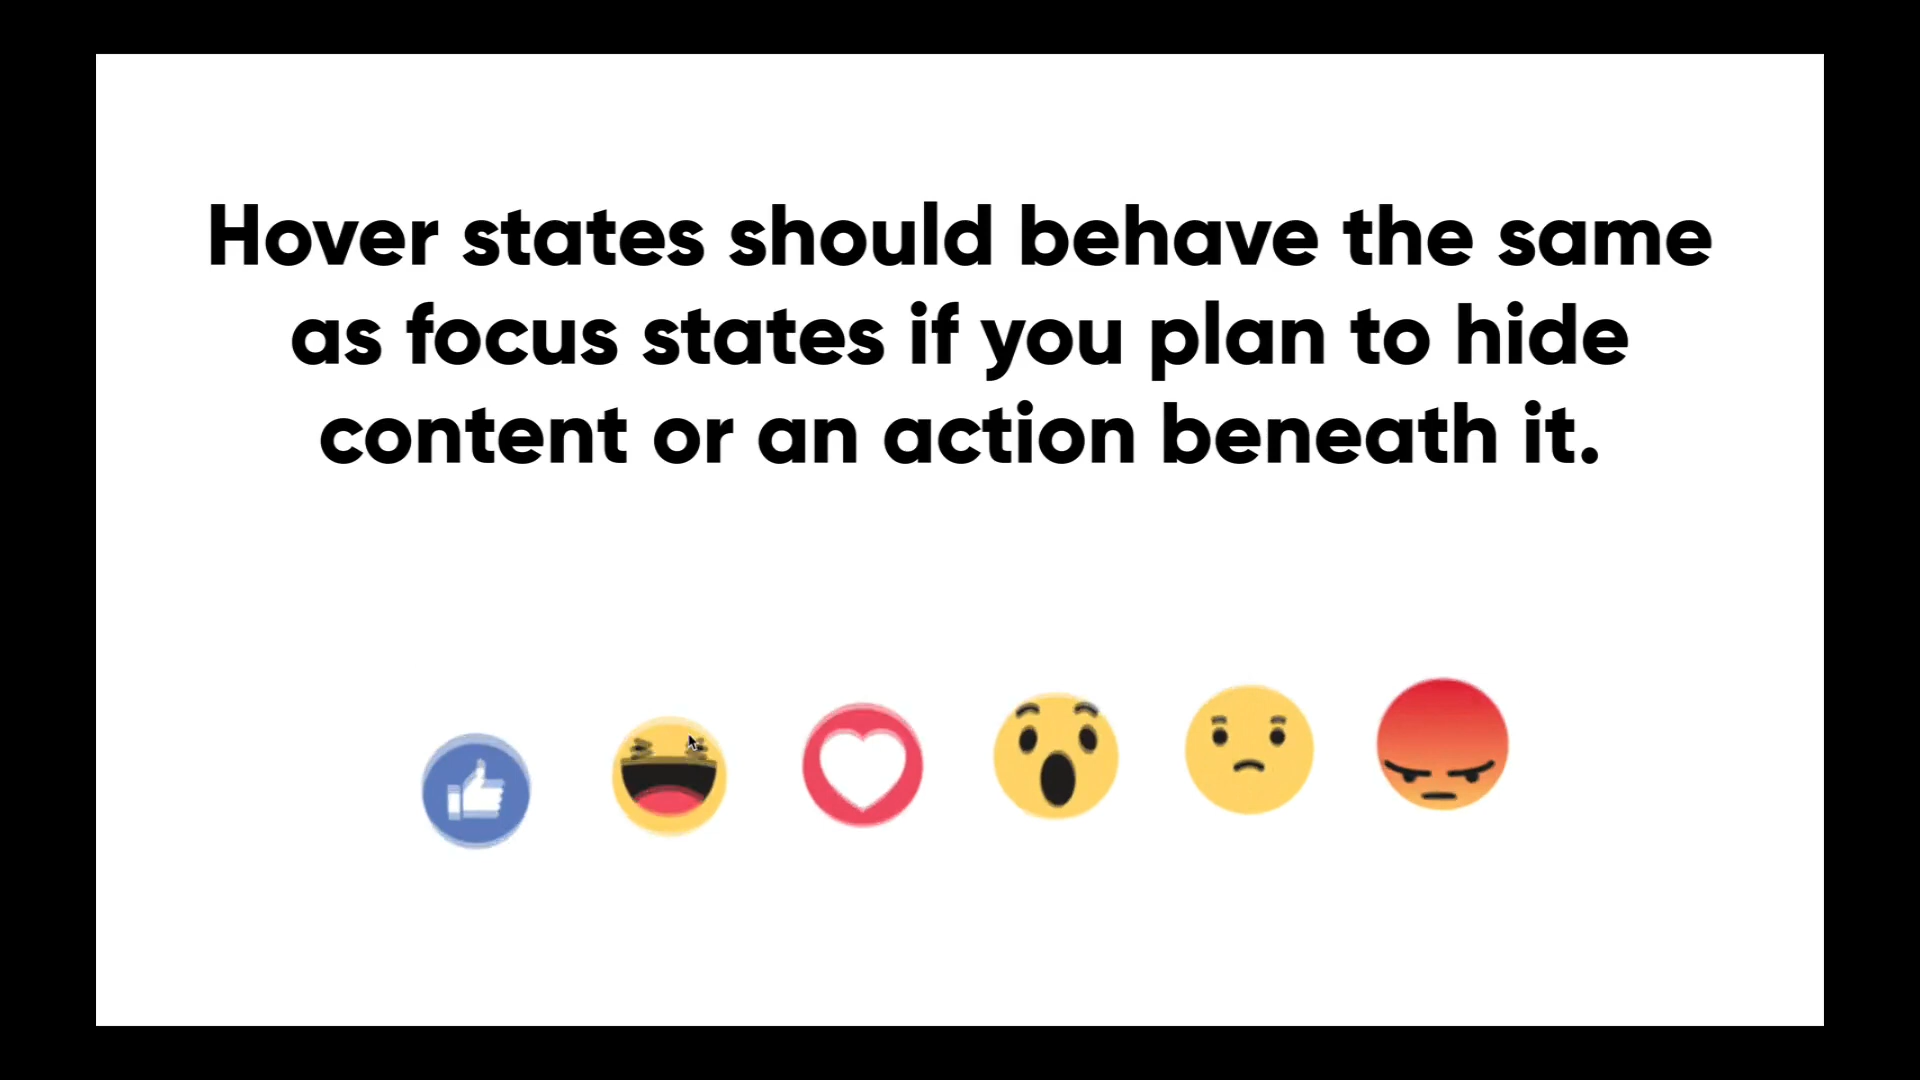 Hover states should behave the same
as focus states if you plan to hide
content or an action beneath it.